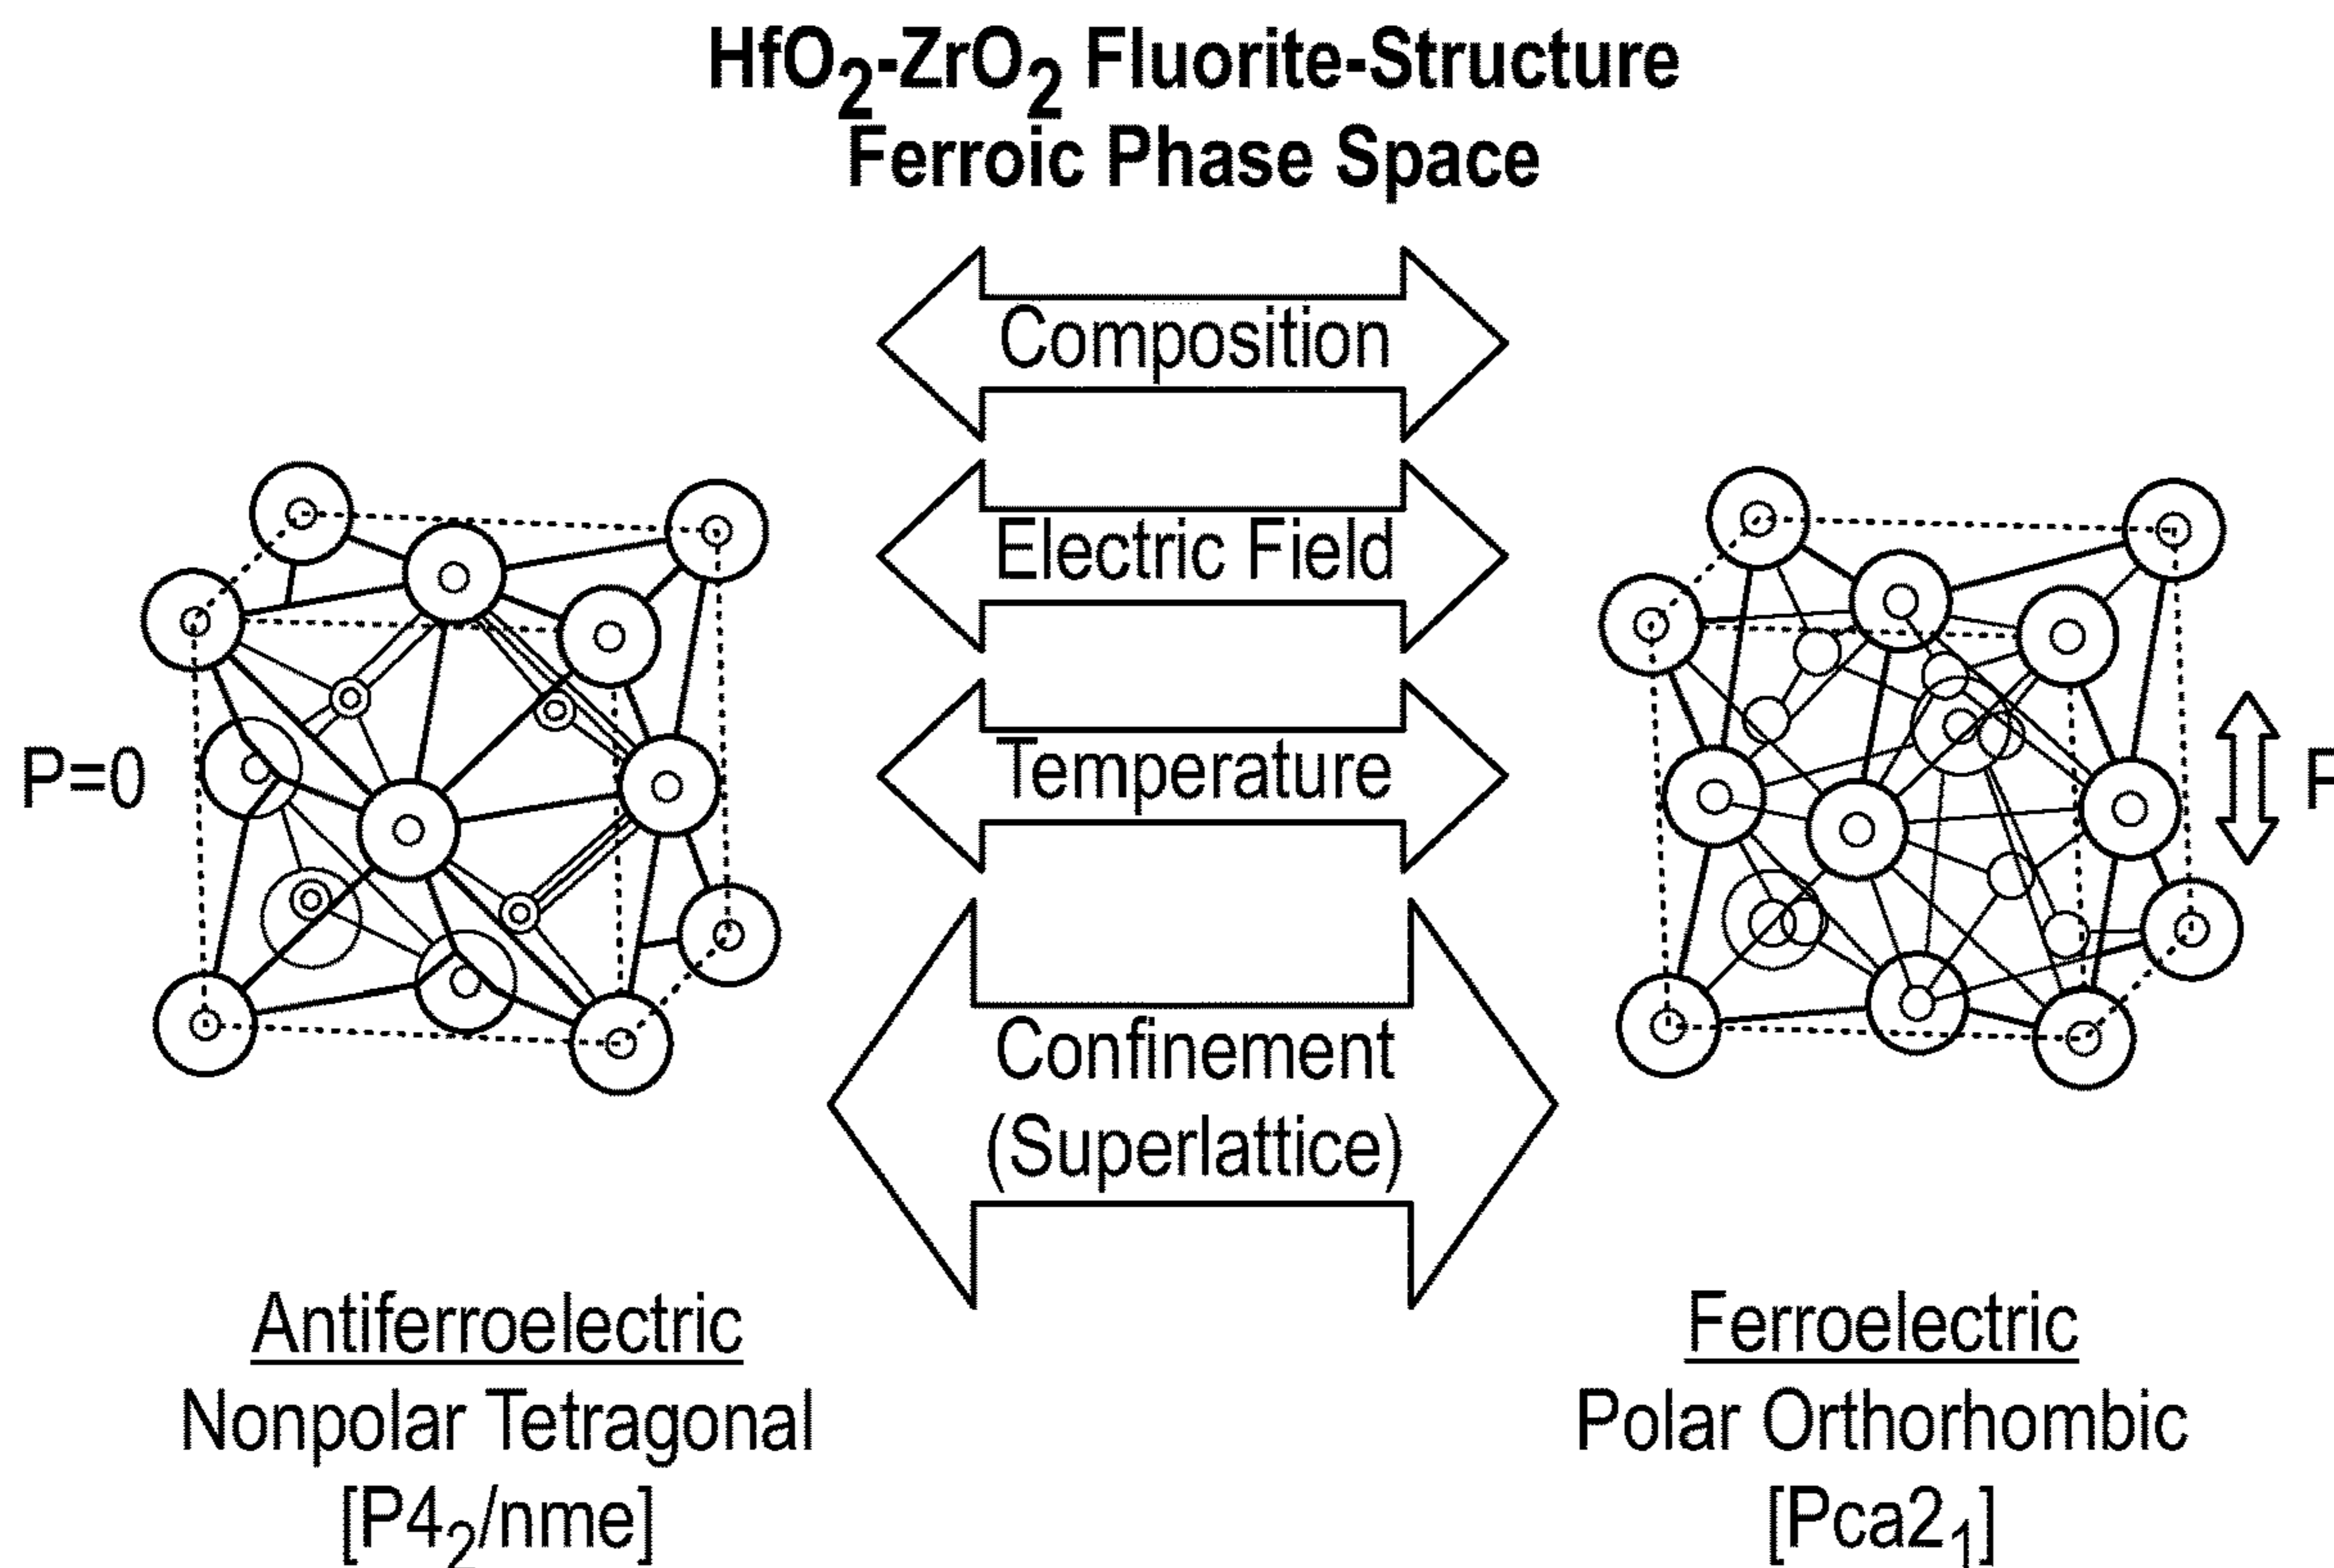 HfO₂-ZrO₂ Fluorite-Structure
Ferroic Phase Space
Composition
Electric Field
Temperature
Confinement
(Superlattice)
P=0
Antiferroelectric
Nonpolar Tetragonal
[P4₂/nme]
Ferroelectric
Polar Orthorhombic
[Pca2₁]